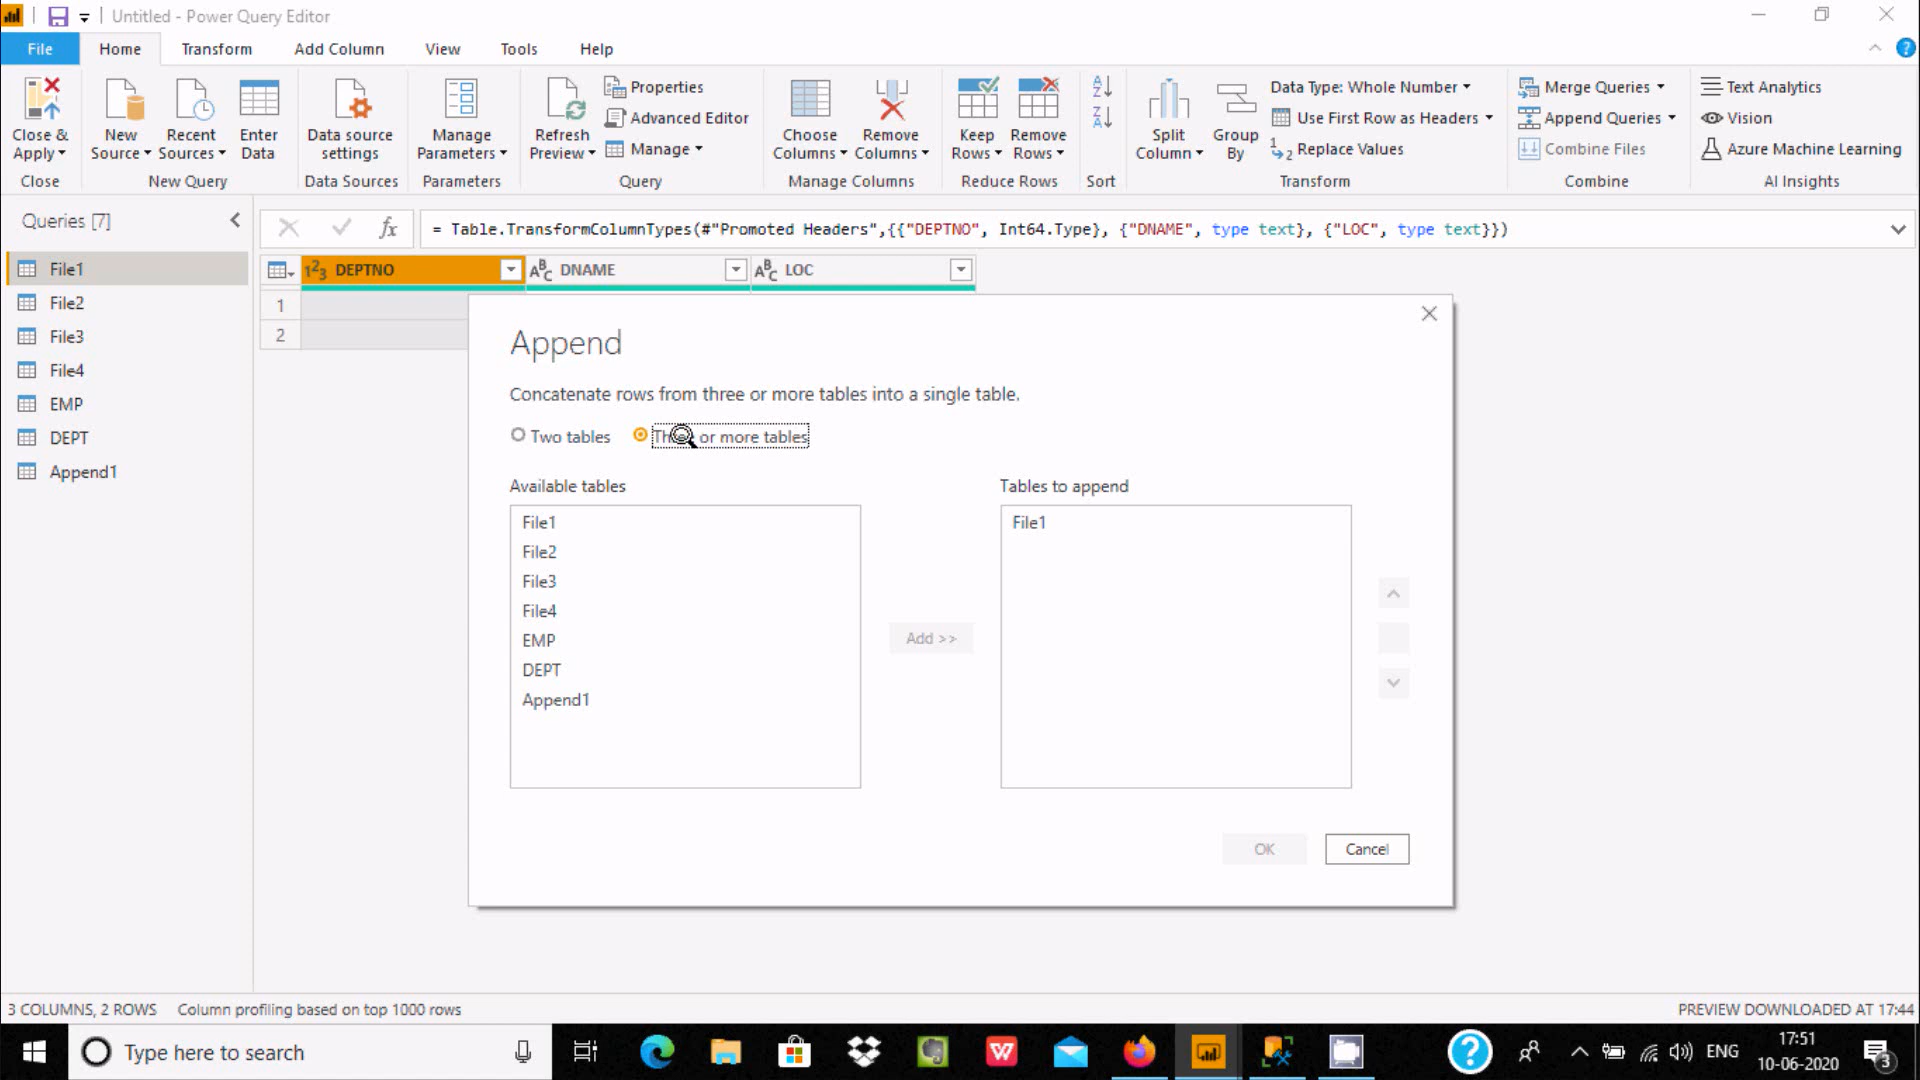 Untitled - Power Query Editor
File Home Transform Add Column View Tools Help
Close & Apply
New Source
Recent Sources
Enter Data
Data source settings
Manage Parameters
Refresh Preview
Properties
Advanced Editor
Manage
Choose Columns
Remove Columns
Keep Rows
Remove Rows
Split Column
Group By
Data Type: Whole Number
Use First Row as Headers
Replace Values
Merge Queries
Append Queries
Combine Files
Text Analytics
Vision
Azure Machine Learning
Close New Query Data Sources Parameters Query Manage Columns Reduce Rows Sort Transform Combine AI Insights
Queries [7]
= Table.TransformColumnTypes(#"Promoted Headers",{{"DEPTNO", Int64.Type}, {"DNAME", type text}, {"LOC", type text}})
File1
File2
File3
File4
EMP
DEPT
Append1
DEPTNO DNAME LOC
1
2
Append
Concatenate rows from three or more tables into a single table.
Two tables or more tables
Available tables
File1
File2
File3
File4
EMP
DEPT
Append1
Add >>
Tables to append
File1
OK Cancel
3 COLUMNS, 2 ROWS Column profiling based on top 1000 rows
PREVIEW DOWNLOADED AT 17:44
Type here to search
ENG
17:51
10-06-2020
3